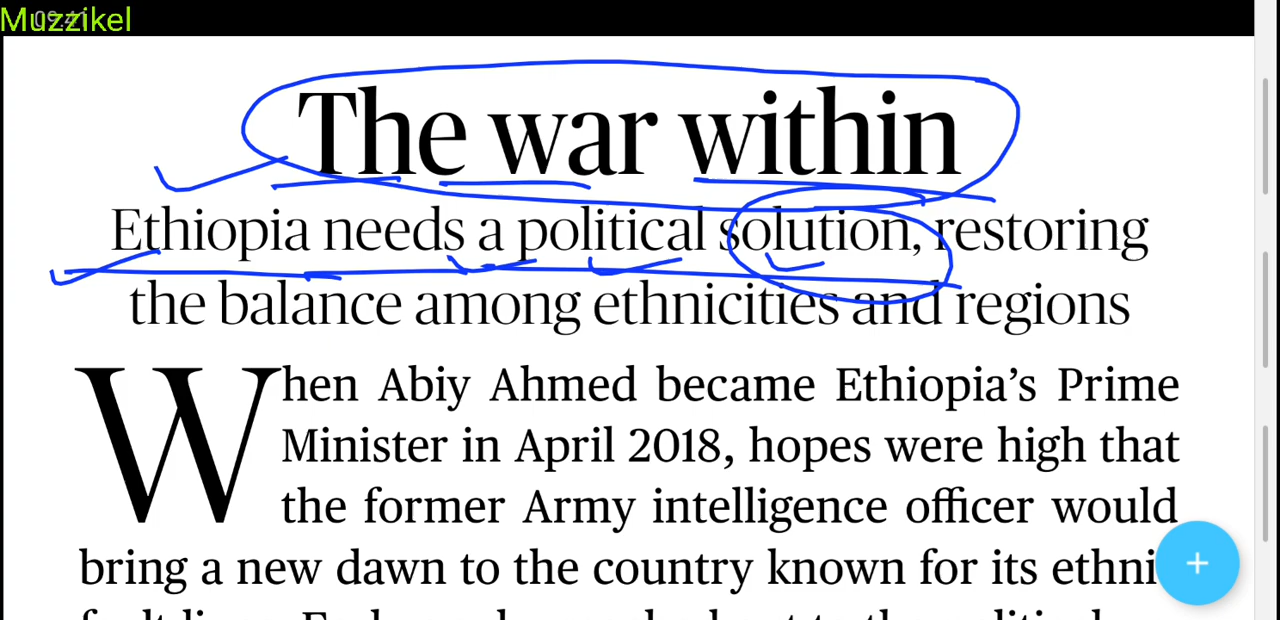 Muzzikel
The war within
Ethiopia needs a political solution, restoring
the balance among ethnicities and regions
When Abiy Ahmed became Ethiopia's Prime
Minister in April 2018, hopes were high that
the former Army intelligence officer would
bring a new dawn to the country known for its